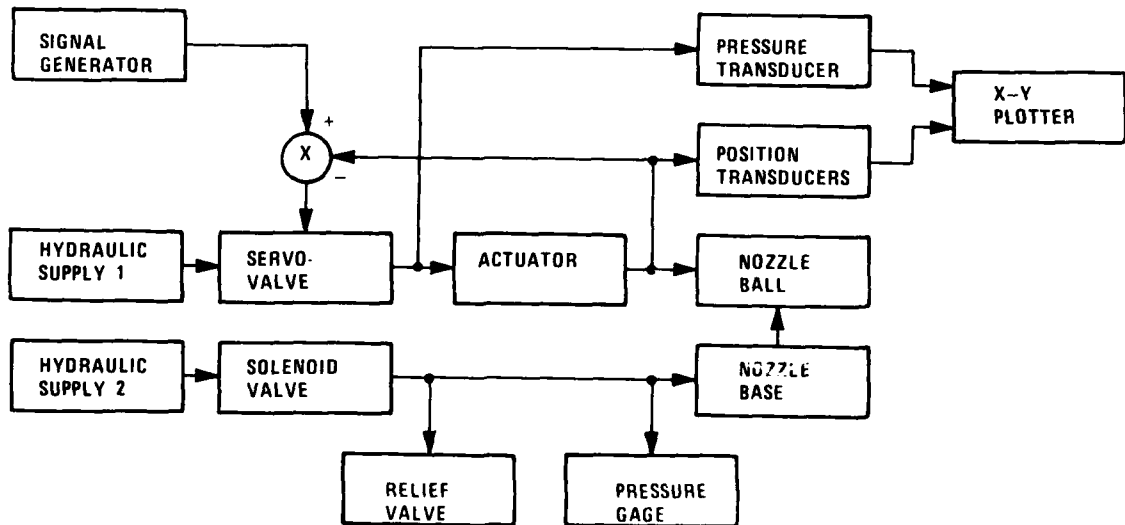 SIGNAL
GENERATOR
PRESSURE
TRANSDUCER
X-Y
PLOTTER
+
X
−
POSITION
TRANSDUCERS
HYDRAULIC
SUPPLY 1
SERVO-
VALVE
ACTUATOR
NOZZLE
BALL
HYDRAULIC
SUPPLY 2
SOLENOID
VALVE
NOZZLE
BASE
RELIEF
VALVE
PRESSURE
GAGE